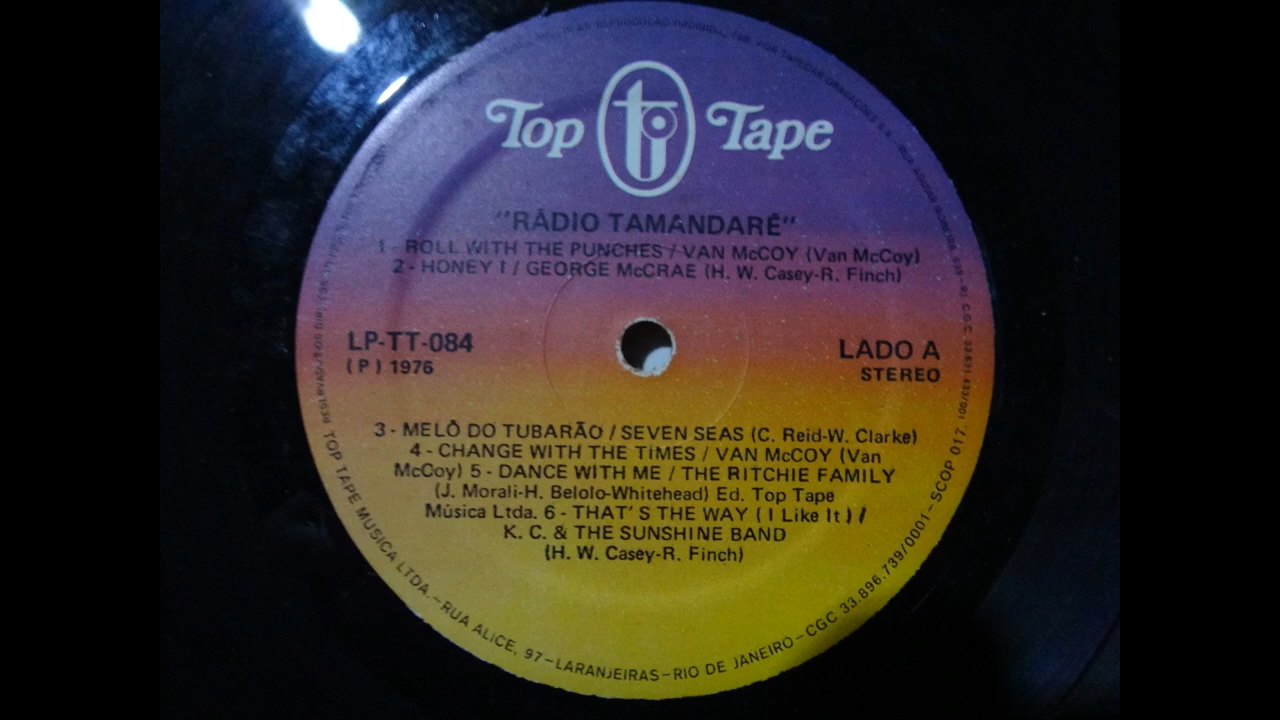 Top Tape
"RÁDIO TAMANDARÉ"
1 - ROLL WITH THE PUNCHES / VAN McCOY (Van McCoy)
2 - HONEY I / GEORGE McCRAE (H. W. Casey-R. Finch)
LP-TT-084
(P) 1976
LADO A
STEREO
3 - MELÔ DO TUBARÃO / SEVEN SEAS (C. Reid-W. Clarke)
4 - CHANGE WITH THE TIMES / VAN McCOY (Van
McCoy) 5 - DANCE WITH ME / THE RITCHIE FAMILY
(J. Morali-H. Belolo-Whitehead) Ed. Top Tape
Música Ltda. 6 - THAT'S THE WAY (I Like It) /
K. C. & THE SUNSHINE BAND
(H. W. Casey-R. Finch)
TOP TAPE MUSICA LTDA. - RUA ALICE, 97 - LARANJEIRAS - RIO DE JANEIRO - CGC 33.896.739/0001 - SCDP 017